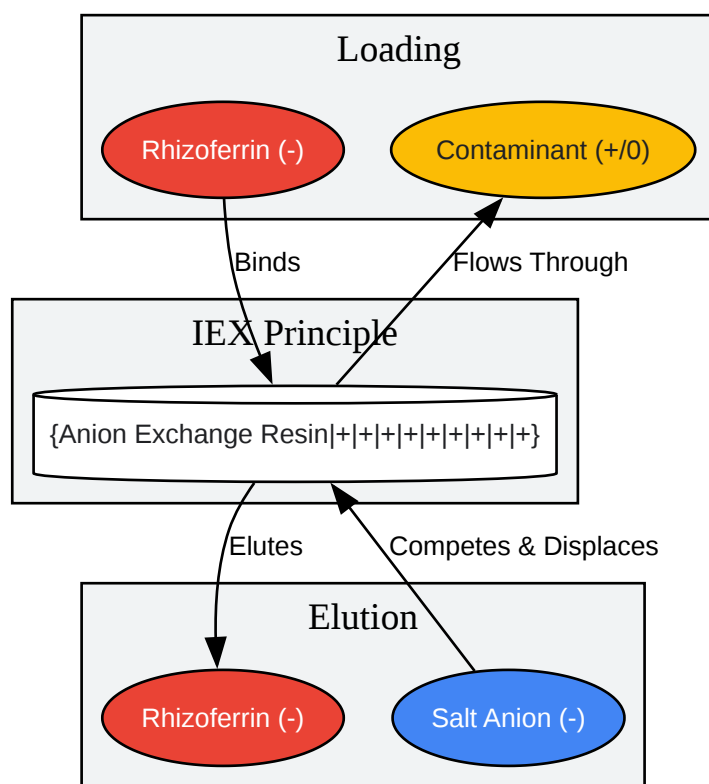 Loading
Rhizoferrin (-)
Contaminant (+/0)
Binds
Flows Through
IEX Principle
{Anion Exchange Resin|+|+|+|+|+|+|+|+|+}
Elutes
Competes & Displaces
Elution
Rhizoferrin (-)
Salt Anion (-)